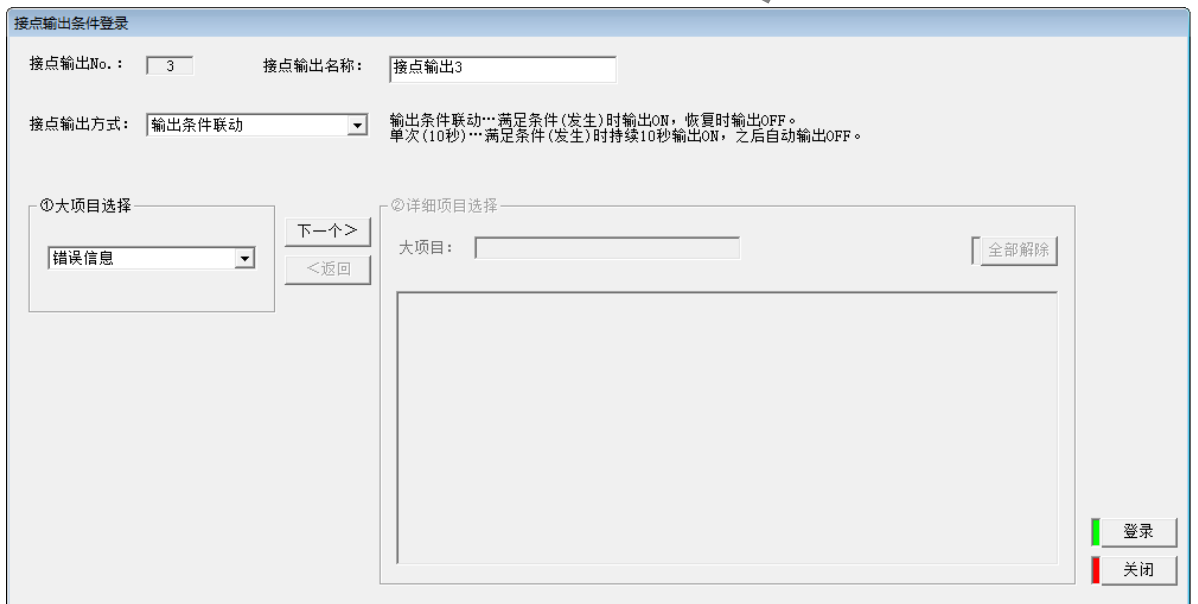 接点输出条件登录
接点输出No.: 3 接点输出名称: 接点输出3
接点输出方式: 输出条件联动 输出条件联动…满足条件(发生)时输出ON，恢复时输出OFF。
单次(10秒)…满足条件(发生)时持续10秒输出ON，之后自动输出OFF。
①大项目选择
错误信息
下一个>
<返回
②详细项目选择
大项目: 全部解除
登录
关闭